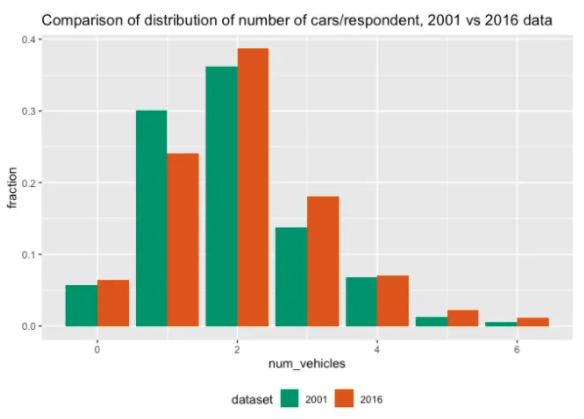 Comparison of distribution of number of cars/respondent, 2001 vs 2016 data
0.4
0.3
0.2
0.1
0.0
fraction
0 2 4 6
num_vehicles
dataset 2001 2016